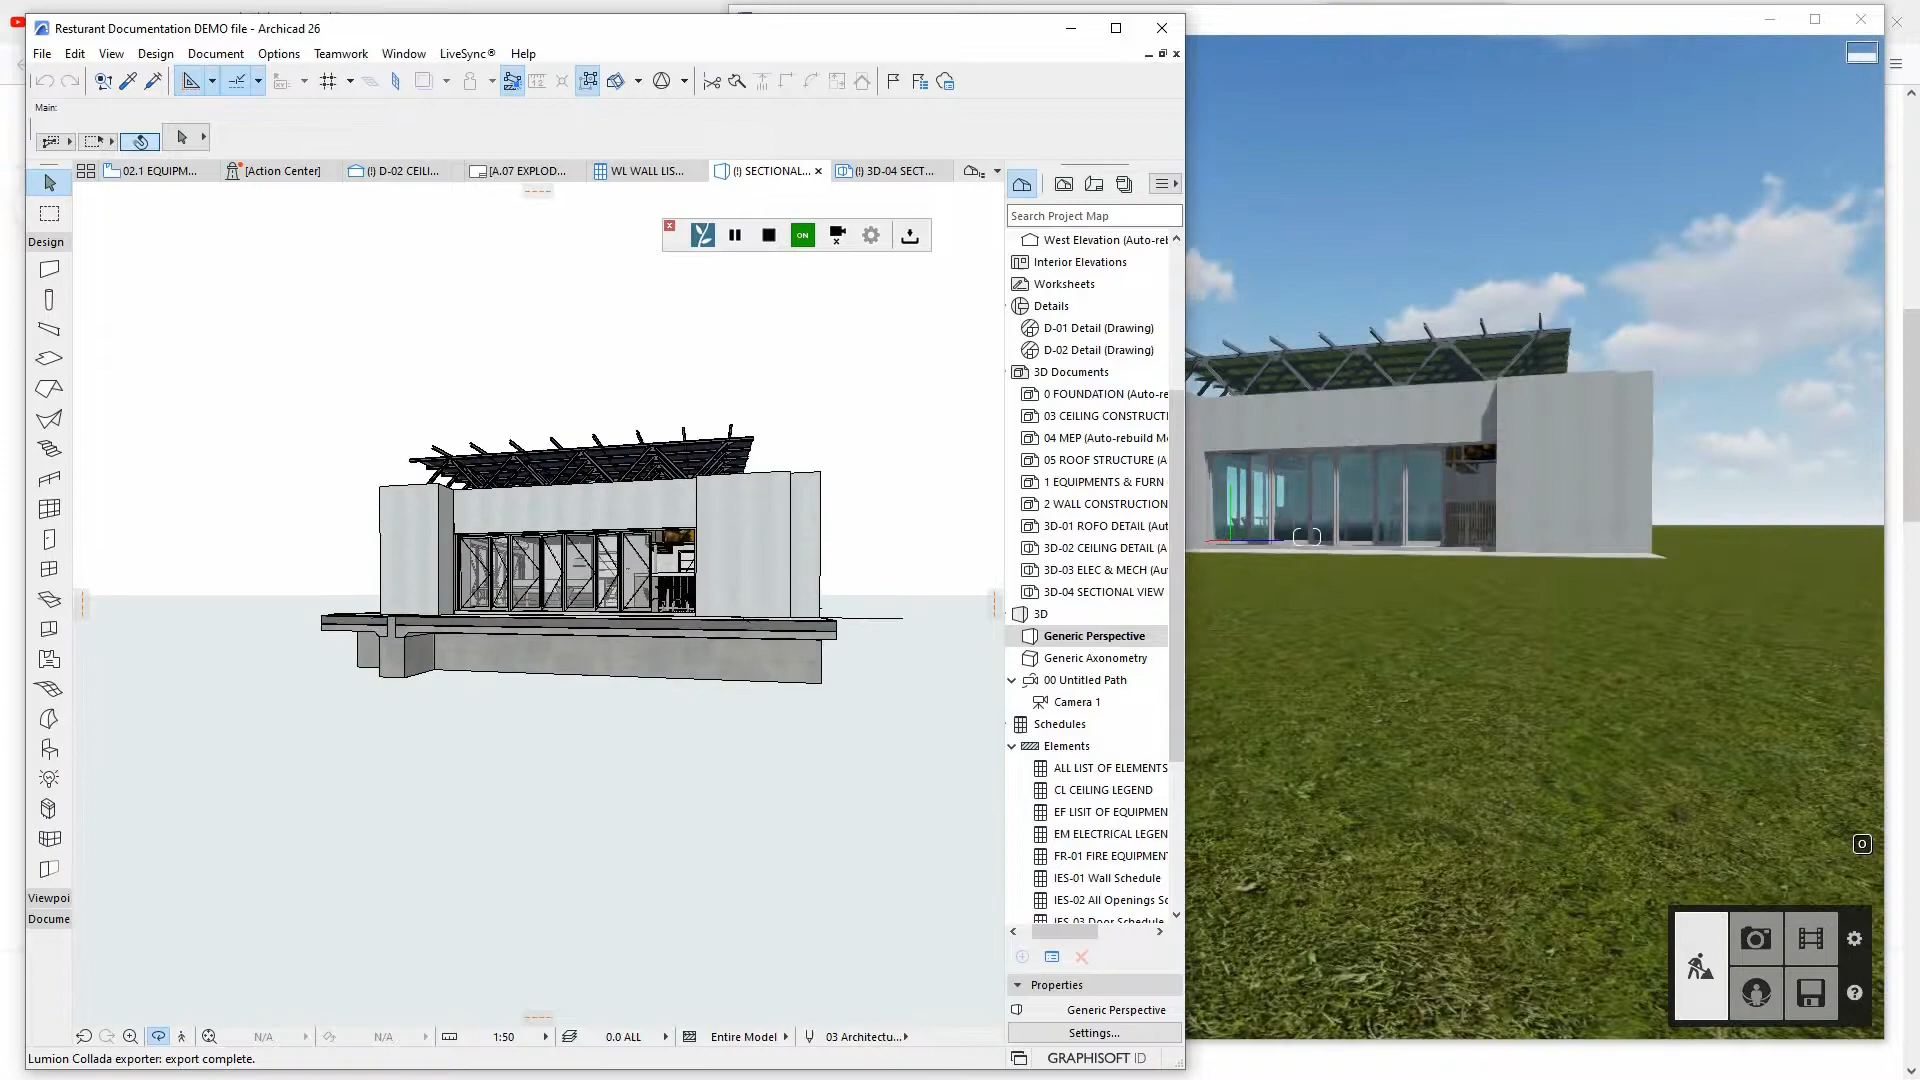 Resturant Documentation DEMO file - Archicad 26
File Edit View Design Document Options Teamwork Window LiveSync® Help
Main:
02.1 EQUIPM...
[Action Center]
(!) D-02 CEILI...
[A.07 EXPLOD...
WL WALL LIS...
(!) SECTIONAL...
(!) 3D-04 SECT...
Design
Viewpoi
Docume
ON
Search Project Map
West Elevation (Auto-rel
Interior Elevations
Worksheets
Details
D-01 Detail (Drawing)
D-02 Detail (Drawing)
3D Documents
0 FOUNDATION (Auto-re
03 CEILING CONSTRUCTI
04 MEP (Auto-rebuild Mo
05 ROOF STRUCTURE (A
1 EQUIPMENTS & FURN
2 WALL CONSTRUCTION
3D-01 ROFO DETAIL (Aut
3D-02 CEILING DETAIL (A
3D-03 ELEC & MECH (Au
3D-04 SECTIONAL VIEW
3D
Generic Perspective
Generic Axonometry
00 Untitled Path
Camera 1
Schedules
Elements
ALL LIST OF ELEMENTS
CL CEILING LEGEND
EF LISIT OF EQUIPMEN
EM ELECTRICAL LEGEN
FR-01 FIRE EQUIPMENT
IES-01 Wall Schedule
IES-02 All Openings Sc
IES-03 Door Schedule
Properties
Generic Perspective
Settings...
N/A
N/A
1:50
0.0 ALL
Entire Model
03 Architectu...
Lumion Collada exporter: export complete.
GRAPHISOFT ID
O
?